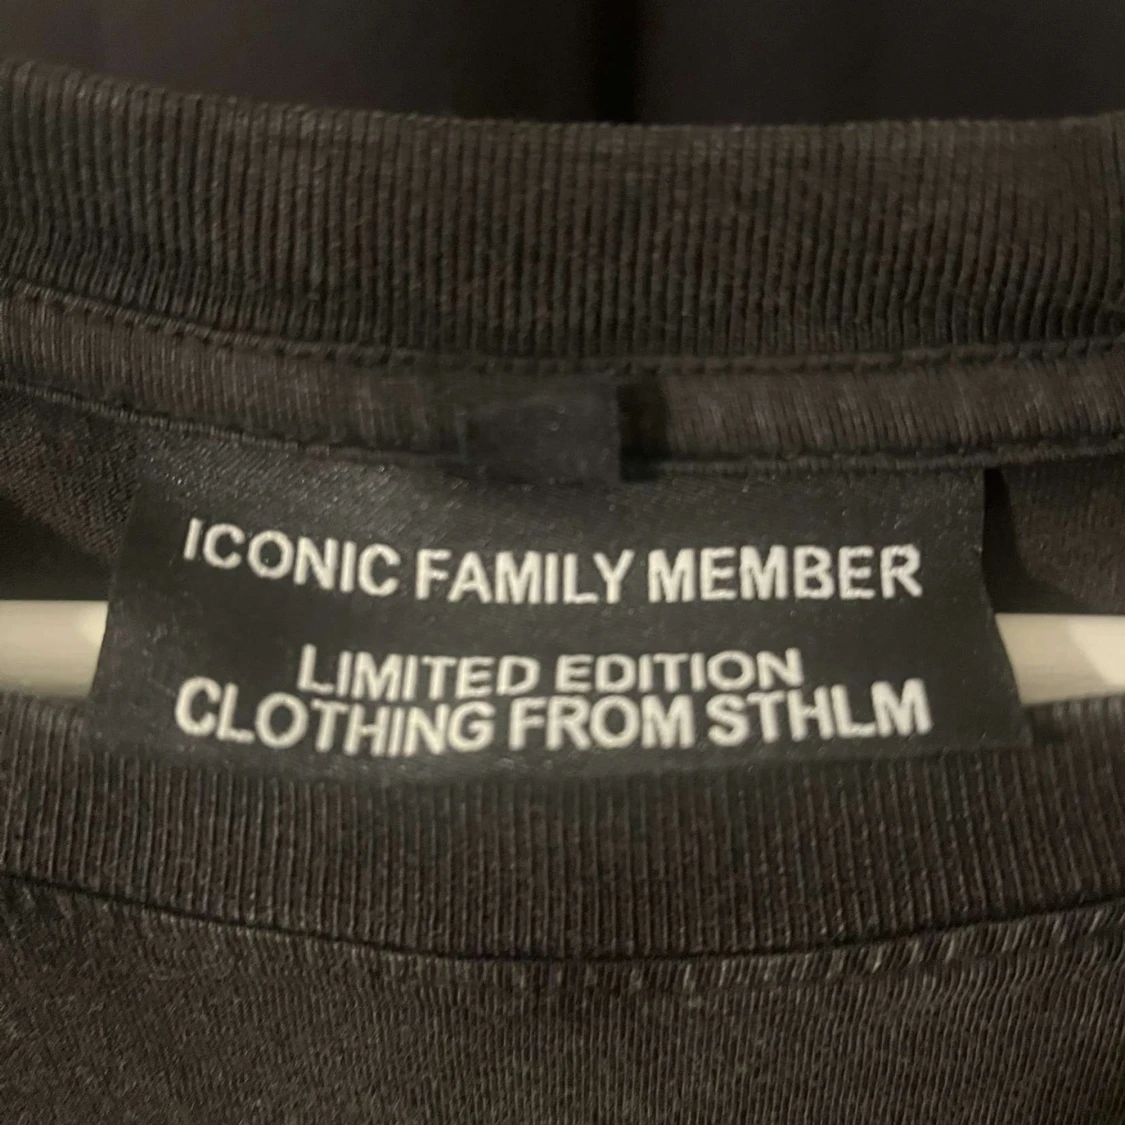 ICONIC FAMILY MEMBER
LIMITED EDITION
CLOTHING FROM STHLM